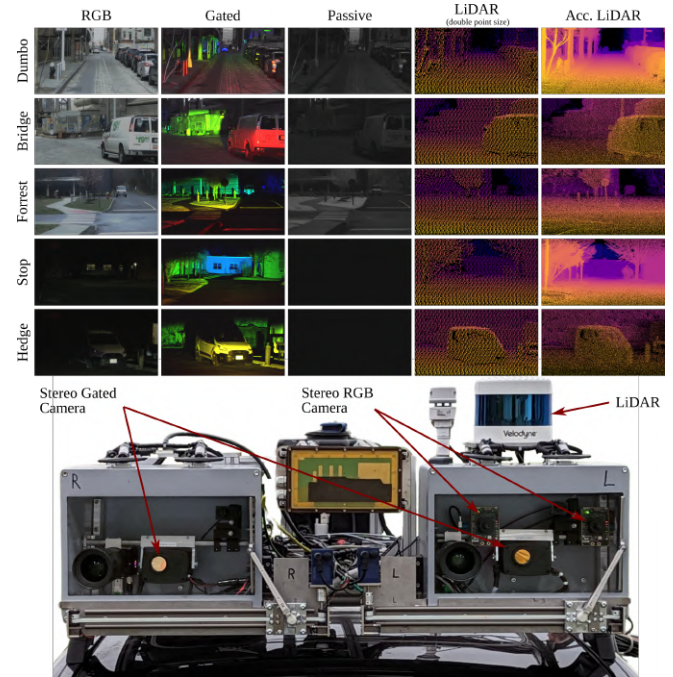 RGB Gated Passive LiDAR Acc. LiDAR
(double point size)
Dumbo
Bridge
Forrest
Stop
Hedge
Stereo Gated
Camera
Stereo RGB
Camera
LiDAR
Velodyne
R
L
R L
L